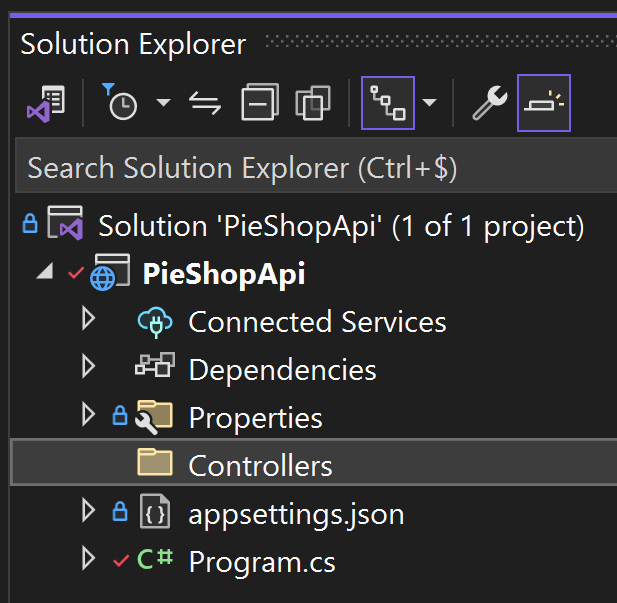 Solution Explorer
Search Solution Explorer (Ctrl+$)
Solution 'PieShopApi' (1 of 1 project)
PieShopApi
Connected Services
Dependencies
Properties
Controllers
{} appsettings.json
C# Program.cs